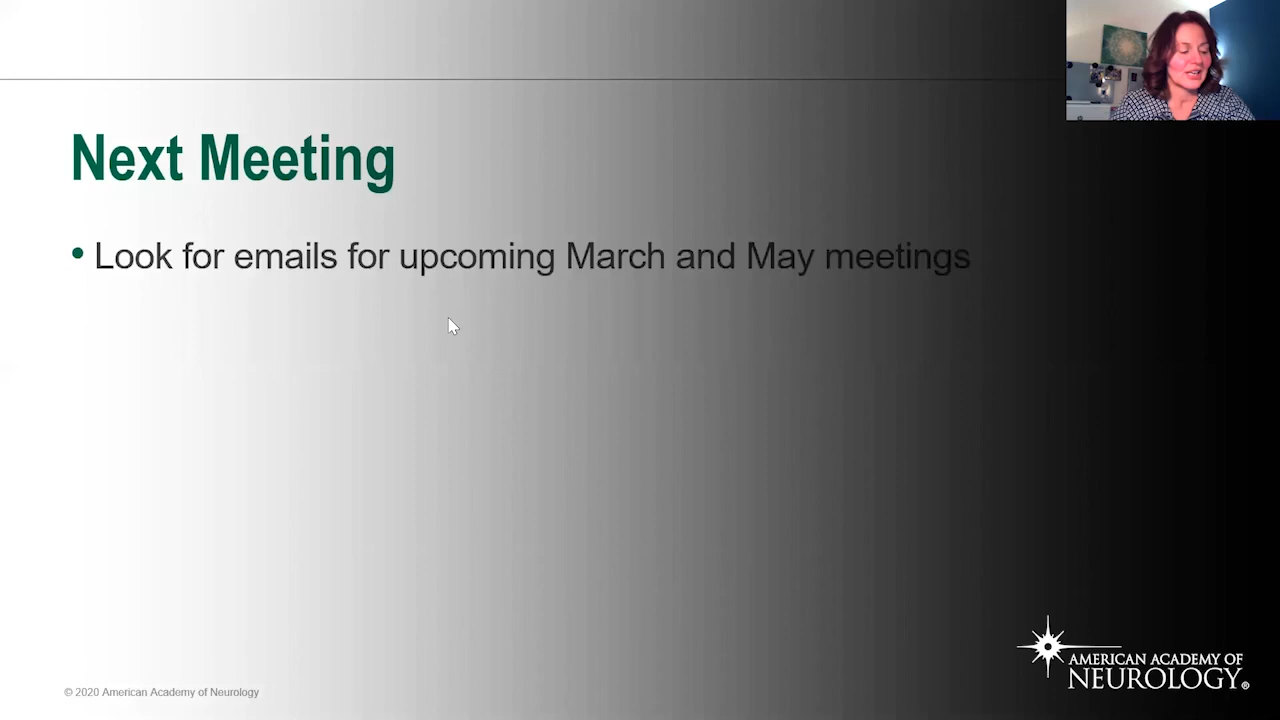 Next Meeting
• Look for emails for upcoming March and May meetings
© 2020 American Academy of Neurology
AMERICAN ACADEMY OF
NEUROLOGY®